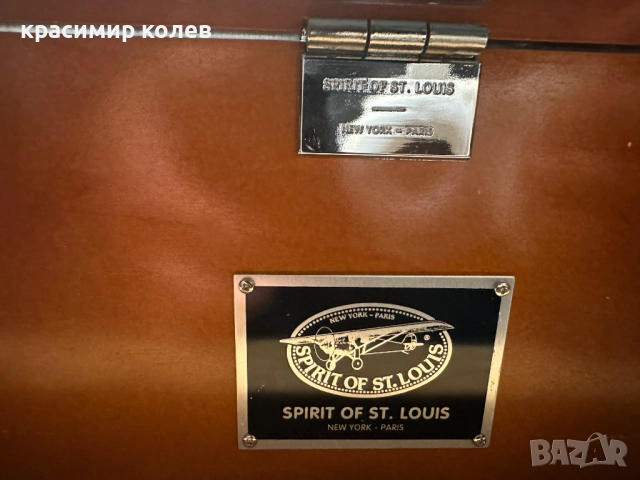 красимир колев
SPIRIT OF ST. LOUIS
NEW YORK - PARIS
NEW YORK - PARIS
®
SPIRIT OF ST. LOUIS
SPIRIT OF ST. LOUIS
NEW YORK - PARIS
BAZAR